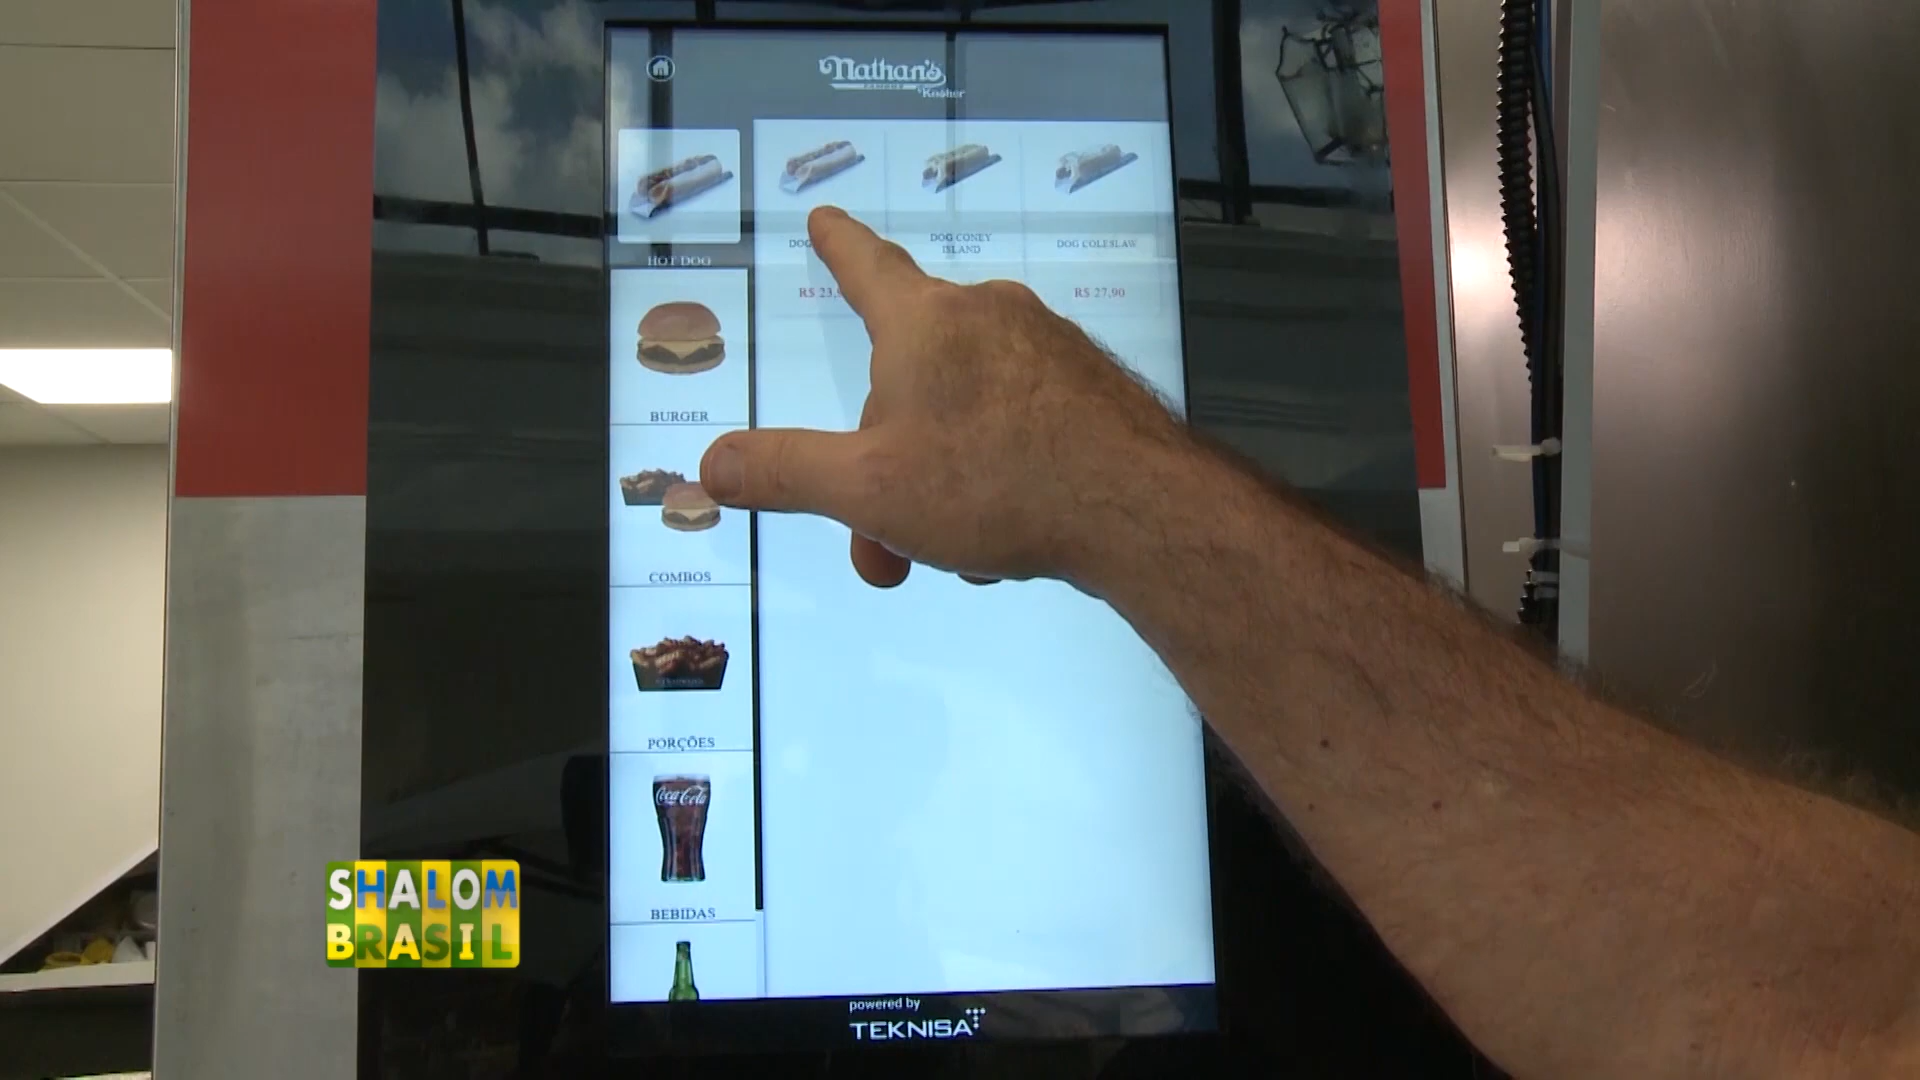 Nathan's
FAMOUS
Kosher
HOT DOG
DOG CONEY
ISLAND
DOG COLESLAW
R$ 27,90
BURGER
COMBOS
PORÇÕES
Coca-Cola
BEBIDAS
powered by
TEKNISA
SHALOM
BRASIL